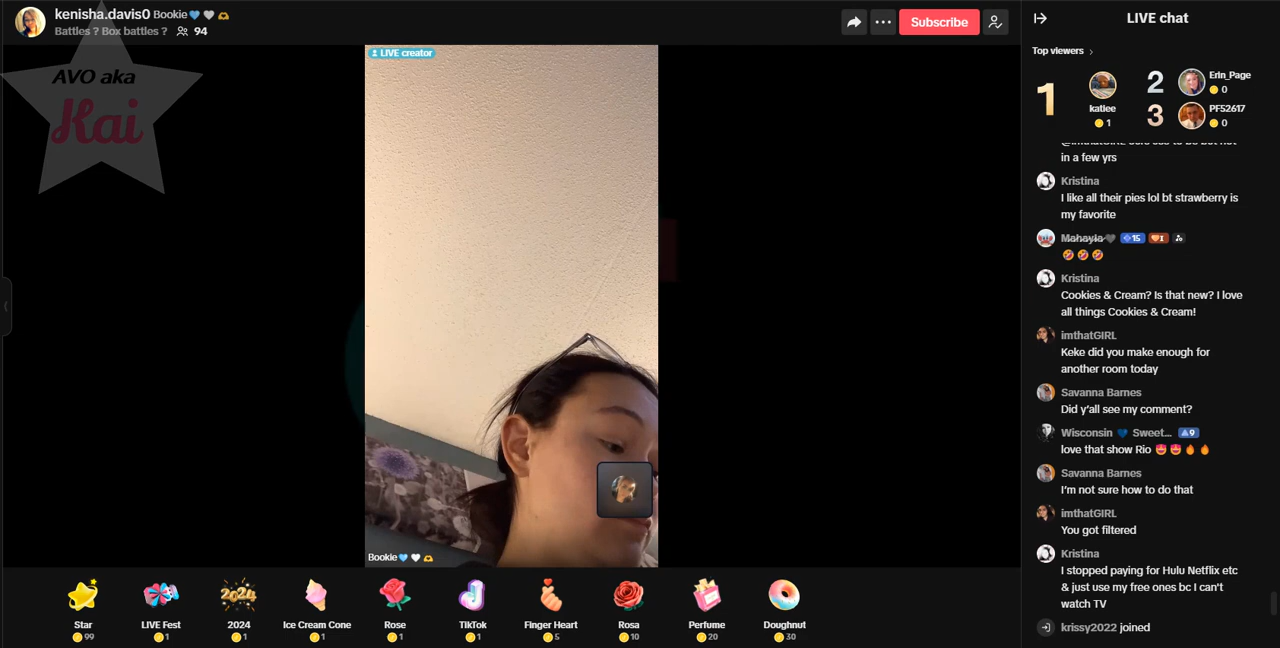 kenisha.davis0 Bookie💙🤍🫶
Battles ? Box battles ? 94
Subscribe
AVO aka
Kai
LIVE creator
Bookie💙🤍🫶
Star
99
LIVE Fest
1
2024
2024
1
Ice Cream Cone
1
Rose
1
TikTok
1
Finger Heart
5
Rosa
10
Perfume
20
Doughnut
30
LIVE chat
Top viewers
1
katlee
1
2
Erin_Page
0
3
PF52617
0
in a few yrs
Kristina
I like all their pies lol bt strawberry is
my favorite
Mahayla🖤 15 I
🤣🤣🤣
Kristina
Cookies & Cream? Is that new? I love
all things Cookies & Cream!
imthatGIRL
Keke did you make enough for
another room today
Savanna Barnes
Did y'all see my comment?
Wisconsin 💙 Sweet... 9
love that show Rio 😍😍🔥🔥
Savanna Barnes
I'm not sure how to do that
imthatGIRL
You got filtered
Kristina
I stopped paying for Hulu Netflix etc
& just use my free ones bc I can't
watch TV
krissy2022 joined